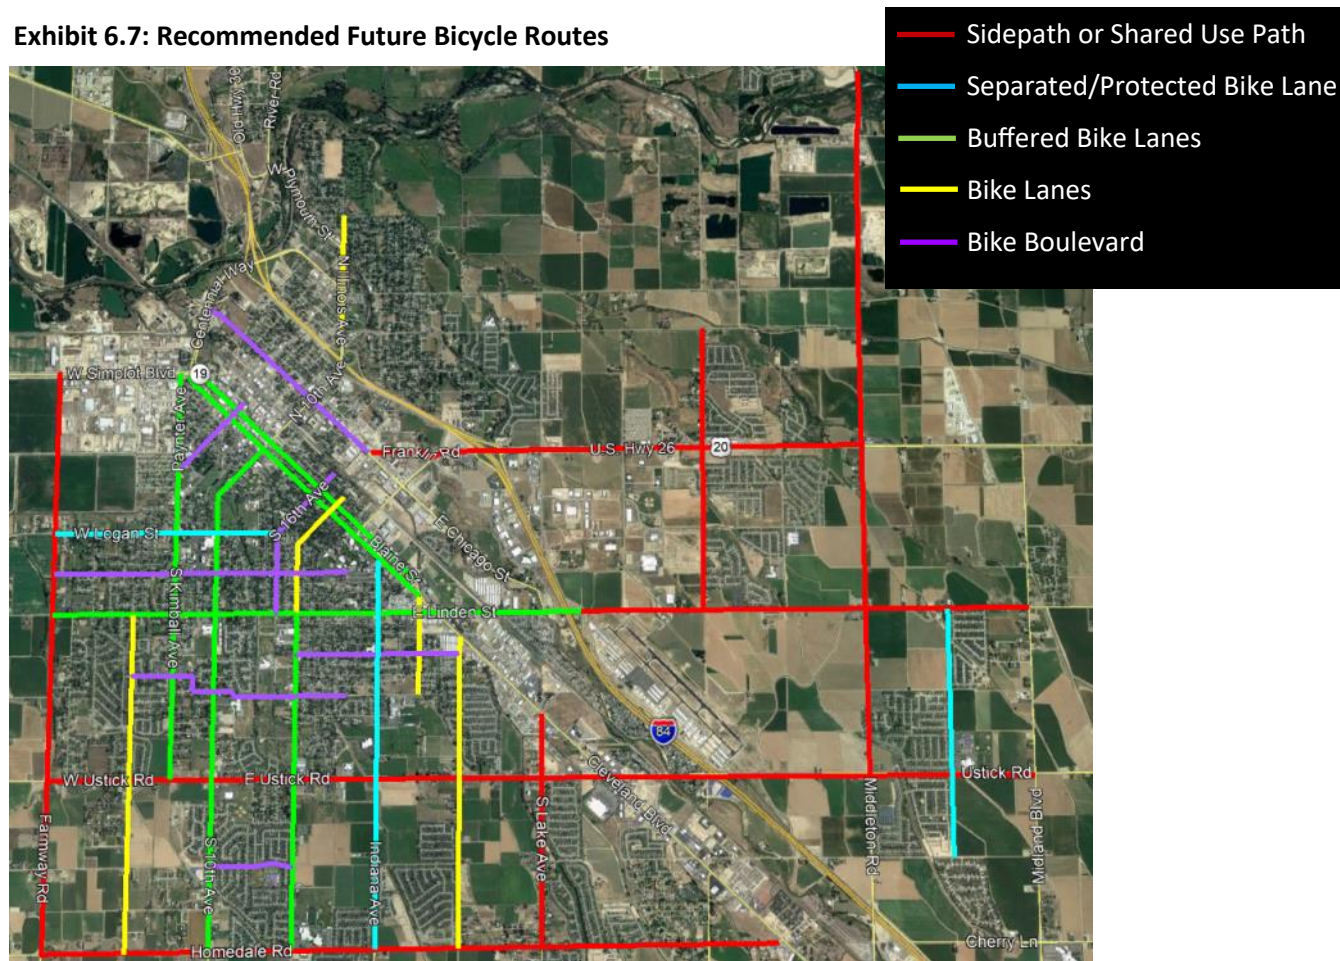 Exhibit 6.7: Recommended Future Bicycle Routes
Sidepath or Shared Use Path
Separated/Protected Bike Lane
Buffered Bike Lanes
Bike Lanes
Bike Boulevard
Old Hwy 30
River Rd
W Plymouth St
Centennial Way
N Illinois Ave
W Simplot Blvd
19
Paynter Ave
N 10th Ave
Franklin Rd
U.S. Hwy 26
20
W Logan St
S 16th Ave
E Chicago St
Blaine St
S Kimball Ave
E Linden St
84
W Ustick Rd
E Ustick Rd
Ustick Rd
Cleveland Blvd
Farmway Rd
S 10th Ave
Indiana Ave
S Lake Ave
Middleton Rd
Midland Blvd
Homedale Rd
Cherry Ln